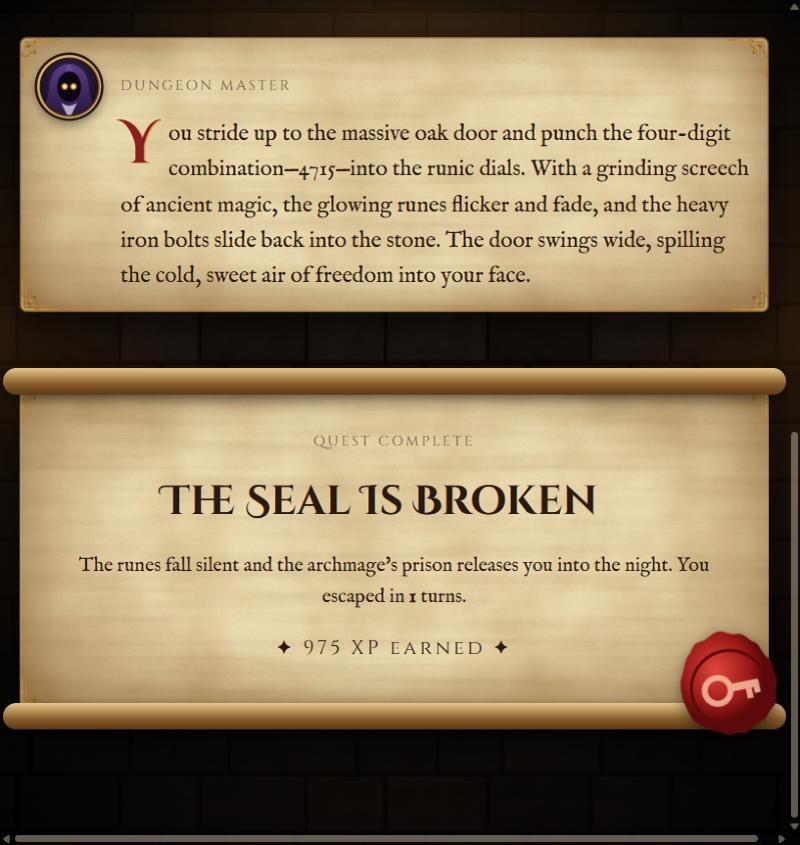 DUNGEON MASTER
You stride up to the massive oak door and punch the four-digit
combination—4715—into the runic dials. With a grinding screech
of ancient magic, the glowing runes flicker and fade, and the heavy
iron bolts slide back into the stone. The door swings wide, spilling
the cold, sweet air of freedom into your face.
QUEST COMPLETE
THE SEAL IS BROKEN
The runes fall silent and the archmage’s prison releases you into the night. You
escaped in 1 turns.
✦ 975 XP EARNED ✦